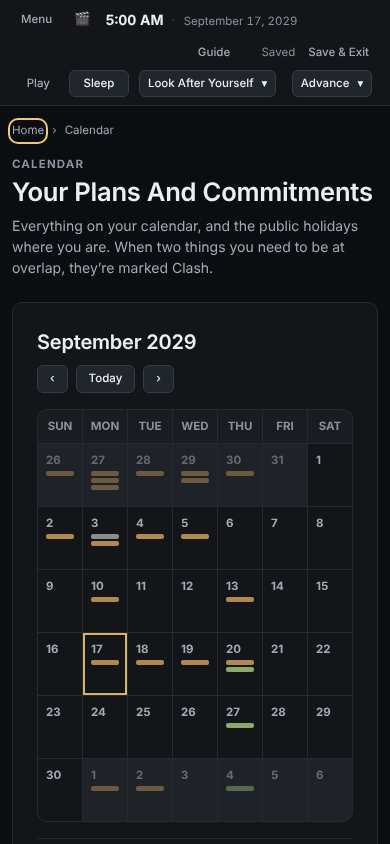 Menu 🎬 5:00 AM · September 17, 2029
Guide Saved Save & Exit
Play Sleep Look After Yourself ▾ Advance ▾
Home › Calendar
CALENDAR
Your Plans And Commitments
Everything on your calendar, and the public holidays
where you are. When two things you need to be at
overlap, they’re marked Clash.
September 2029
‹ Today ›
SUN MON TUE WED THU FRI SAT
26 27 28 29 30 31 1
2 3 4 5 6 7 8
9 10 11 12 13 14 15
16 17 18 19 20 21 22
23 24 25 26 27 28 29
30 1 2 3 4 5 6